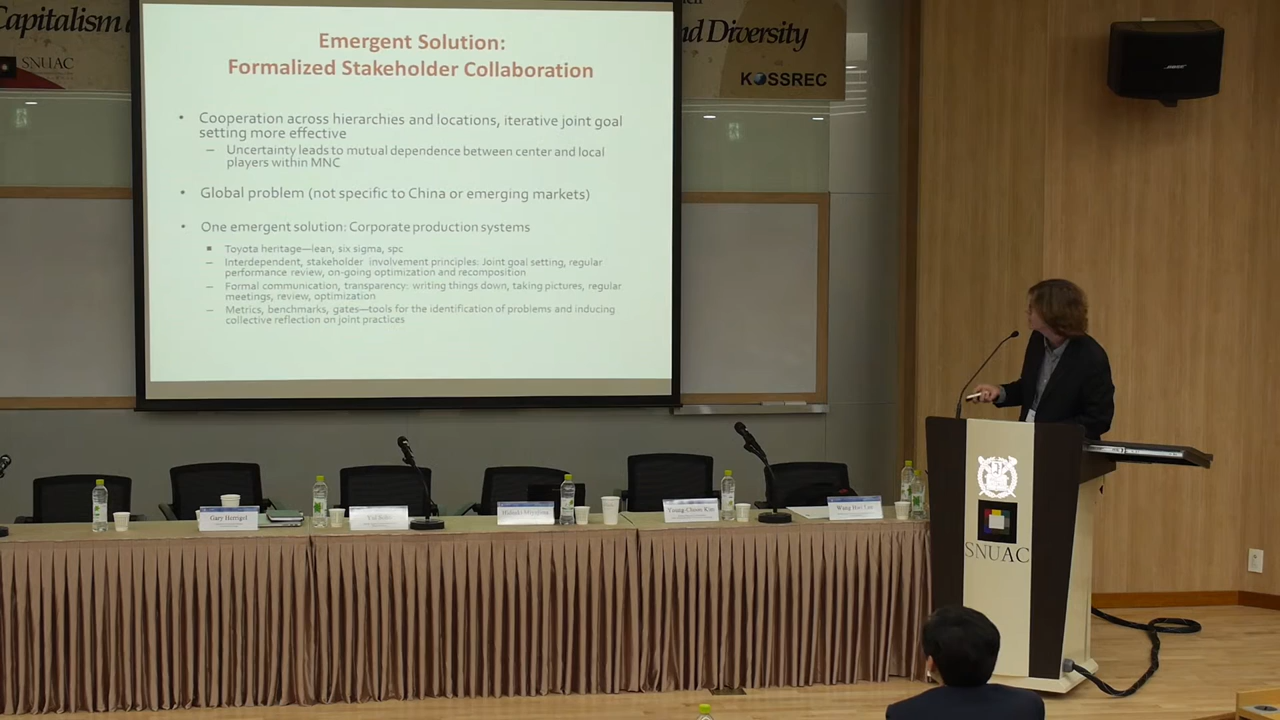 Capitalism
SNUAC
nd Diversity
KOSSREC
BOSE
Emergent Solution:
Formalized Stakeholder Collaboration
• Cooperation across hierarchies and locations, iterative joint goal
setting more effective
– Uncertainty leads to mutual dependence between center and local
players within MNC
• Global problem (not specific to China or emerging markets)
• One emergent solution: Corporate production systems
▪ Toyota heritage—lean, six sigma, spc
– Interdependent, stakeholder involvement principles: Joint goal setting, regular
performance review, on-going optimization and recomposition
– Formal communication, transparency: writing things down, taking pictures, regular
meetings, review, optimization
– Metrics, benchmarks, gates—tools for the identification of problems and inducing
collective reflection on joint practices
Gary Herrigel
SNUAC